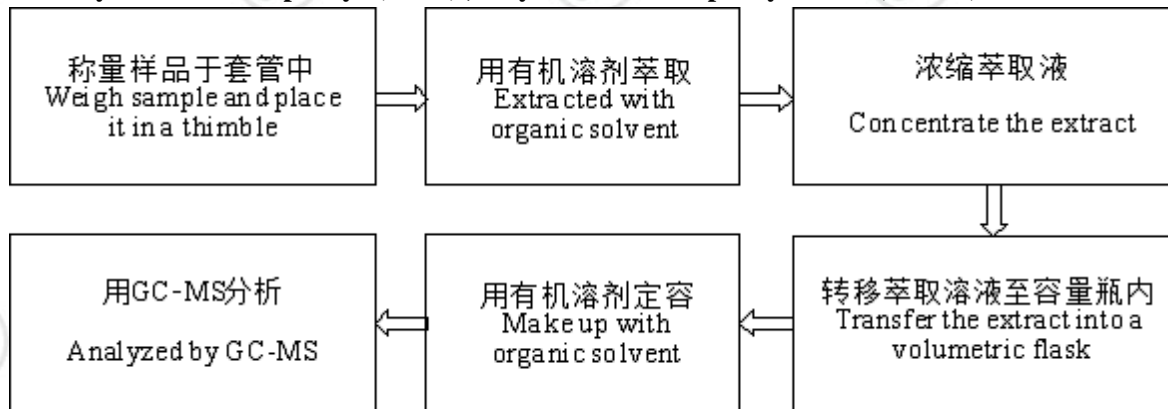 称量样品于套管中
Weigh sample and place
it in a thimble
用有机溶剂萃取
Extracted with
organic solvent
浓缩萃取液
Concentrate the extract
转移萃取溶液至容量瓶内
Transfer the extract into a
volumetric flask
用有机溶剂定容
Make up with
organic solvent
用GC-MS分析
Analyzed by GC-MS